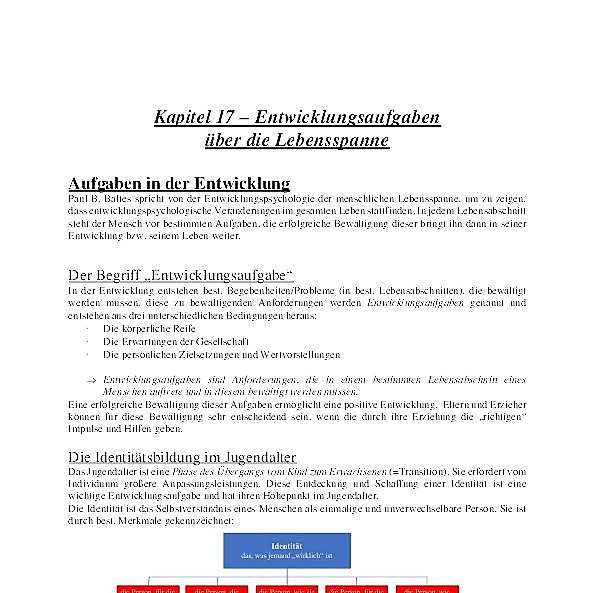 Kapitel 17 – Entwicklungsaufgaben
über die Lebensspanne
Aufgaben in der Entwicklung
Paul B. Baltes spricht von der Entwicklungspsychologie der menschlichen Lebensspanne, um zu zeigen,
dass entwicklungspsychologische Veränderungen im gesamten Leben stattfinden. In jedem Lebensabschnitt
steht der Mensch vor bestimmten Aufgaben, die erfolgreiche Bewältigung dieser bringt ihn dann in seiner
Entwicklung bzw. seinem Leben weiter.
Der Begriff „Entwicklungsaufgabe“
In der Entwicklung entstehen best. Begebenheiten/Probleme (in best. Lebensabschnitten), die bewältigt
werden müssen, diese zu bewältigenden Anforderungen werden Entwicklungsaufgaben genannt und
entstehen aus drei unterschiedlichen Bedingungen heraus:
· Die körperliche Reife
· Die Erwartungen der Gesellschaft
· Die persönlichen Zielsetzungen und Wertvorstellungen
⇒ Entwicklungsaufgaben sind Anforderungen, die in einem bestimmten Lebensabschnitt eines
Menschen auftrete und in diesem bewältigt werden müssen.
Eine erfolgreiche Bewältigung dieser Aufgaben ermöglicht eine positive Entwicklung. Eltern und Erzieher
können für diese Bewältigung sehr entscheidend sein, wenn die durch ihre Erziehung die „richtigen“
Impulse und Hilfen geben.
Die Identitätsbildung im Jugendalter
Das Jugendalter ist eine Phase des Übergangs vom Kind zum Erwachsenen (=Transition). Sie erfordert vom
Individuum größere Anpassungsleistungen. Diese Entdeckung und Schaffung einer Identität ist eine
wichtige Entwicklungsaufgabe und hat ihren Höhepunkt im Jugendalter.
Die Identität ist das Selbstverständnis eines Menschen als einmalige und unverwechselbare Person. Sie ist
durch best. Merkmale gekennzeichnet:
Identität
das, was jemand „wirklich“ ist
die Person, für die
die Person, die
die Person, wie sie
die Person, für die
die Person, wie